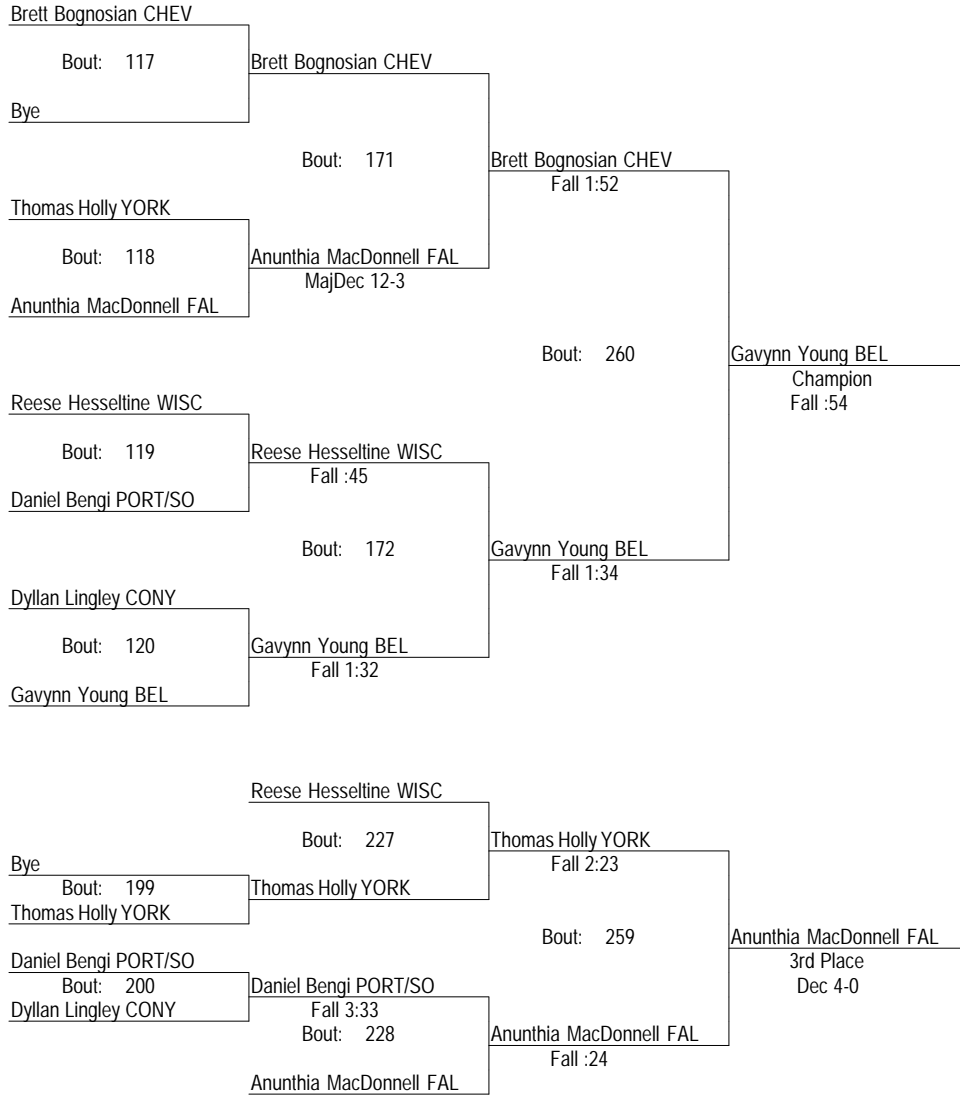 Brett Bognosian CHEV
Bout: 117 Brett Bognosian CHEV
Bye
Bout: 171 Brett Bognosian CHEV
Fall 1:52
Thomas Holly YORK
Bout: 118 Anunthia MacDonnell FAL
MajDec 12-3
Anunthia MacDonnell FAL
Bout: 260 Gavynn Young BEL
Champion
Reese Hesseltine WISC Fall :54
Bout: 119 Reese Hesseltine WISC
Fall :45
Daniel Bengi PORT/SO
Bout: 172 Gavynn Young BEL
Fall 1:34
Dyllan Lingley CONY
Bout: 120 Gavynn Young BEL
Fall 1:32
Gavynn Young BEL
Reese Hesseltine WISC
Bout: 227 Thomas Holly YORK
Bye Fall 2:23
Bout: 199 Thomas Holly YORK
Thomas Holly YORK
Bout: 259 Anunthia MacDonnell FAL
Daniel Bengi PORT/SO 3rd Place
Bout: 200 Daniel Bengi PORT/SO Dec 4-0
Dyllan Lingley CONY Fall 3:33
Bout: 228 Anunthia MacDonnell FAL
Fall :24
Anunthia MacDonnell FAL